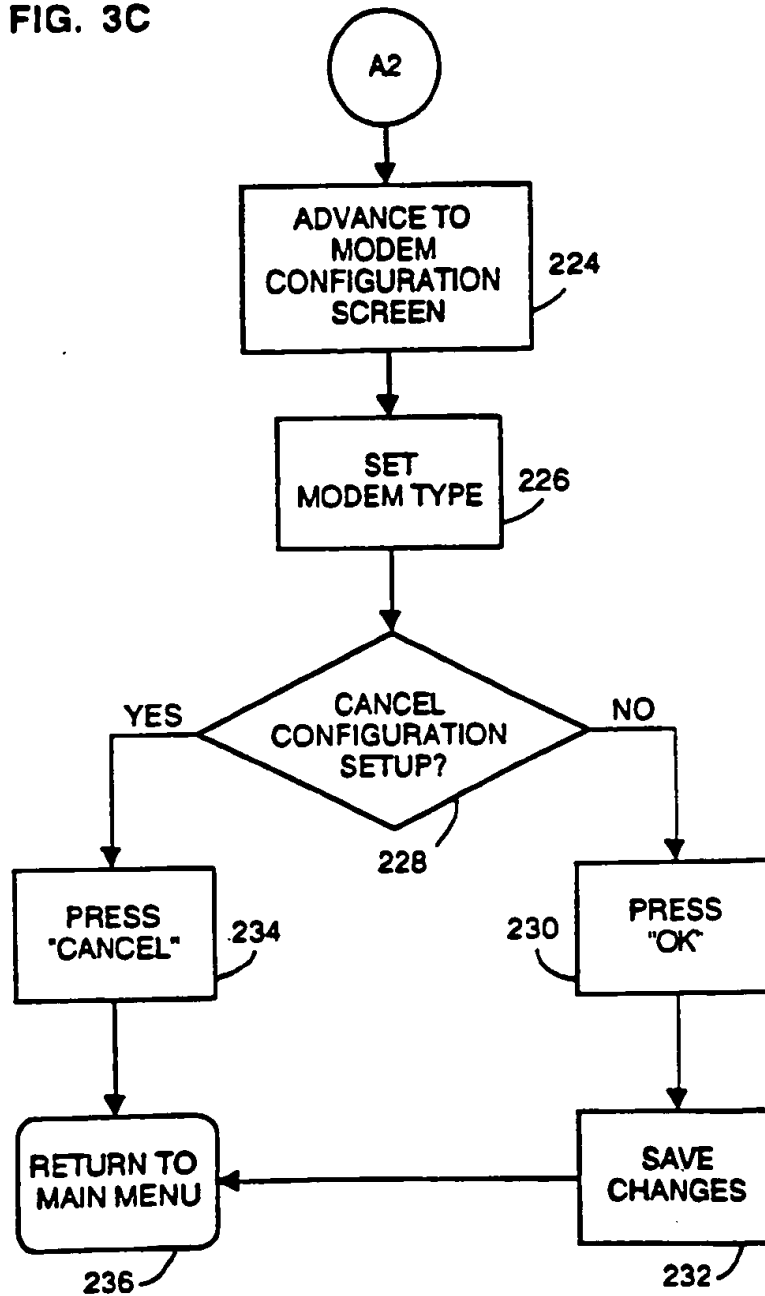 FIG. 3C
A2
ADVANCE TO
MODEM
CONFIGURATION
SCREEN
224
SET
MODEM TYPE
226
CANCEL
CONFIGURATION
SETUP?
YES
NO
228
PRESS
"CANCEL"
234
230
PRESS
"OK"
RETURN TO
MAIN MENU
236
SAVE
CHANGES
232